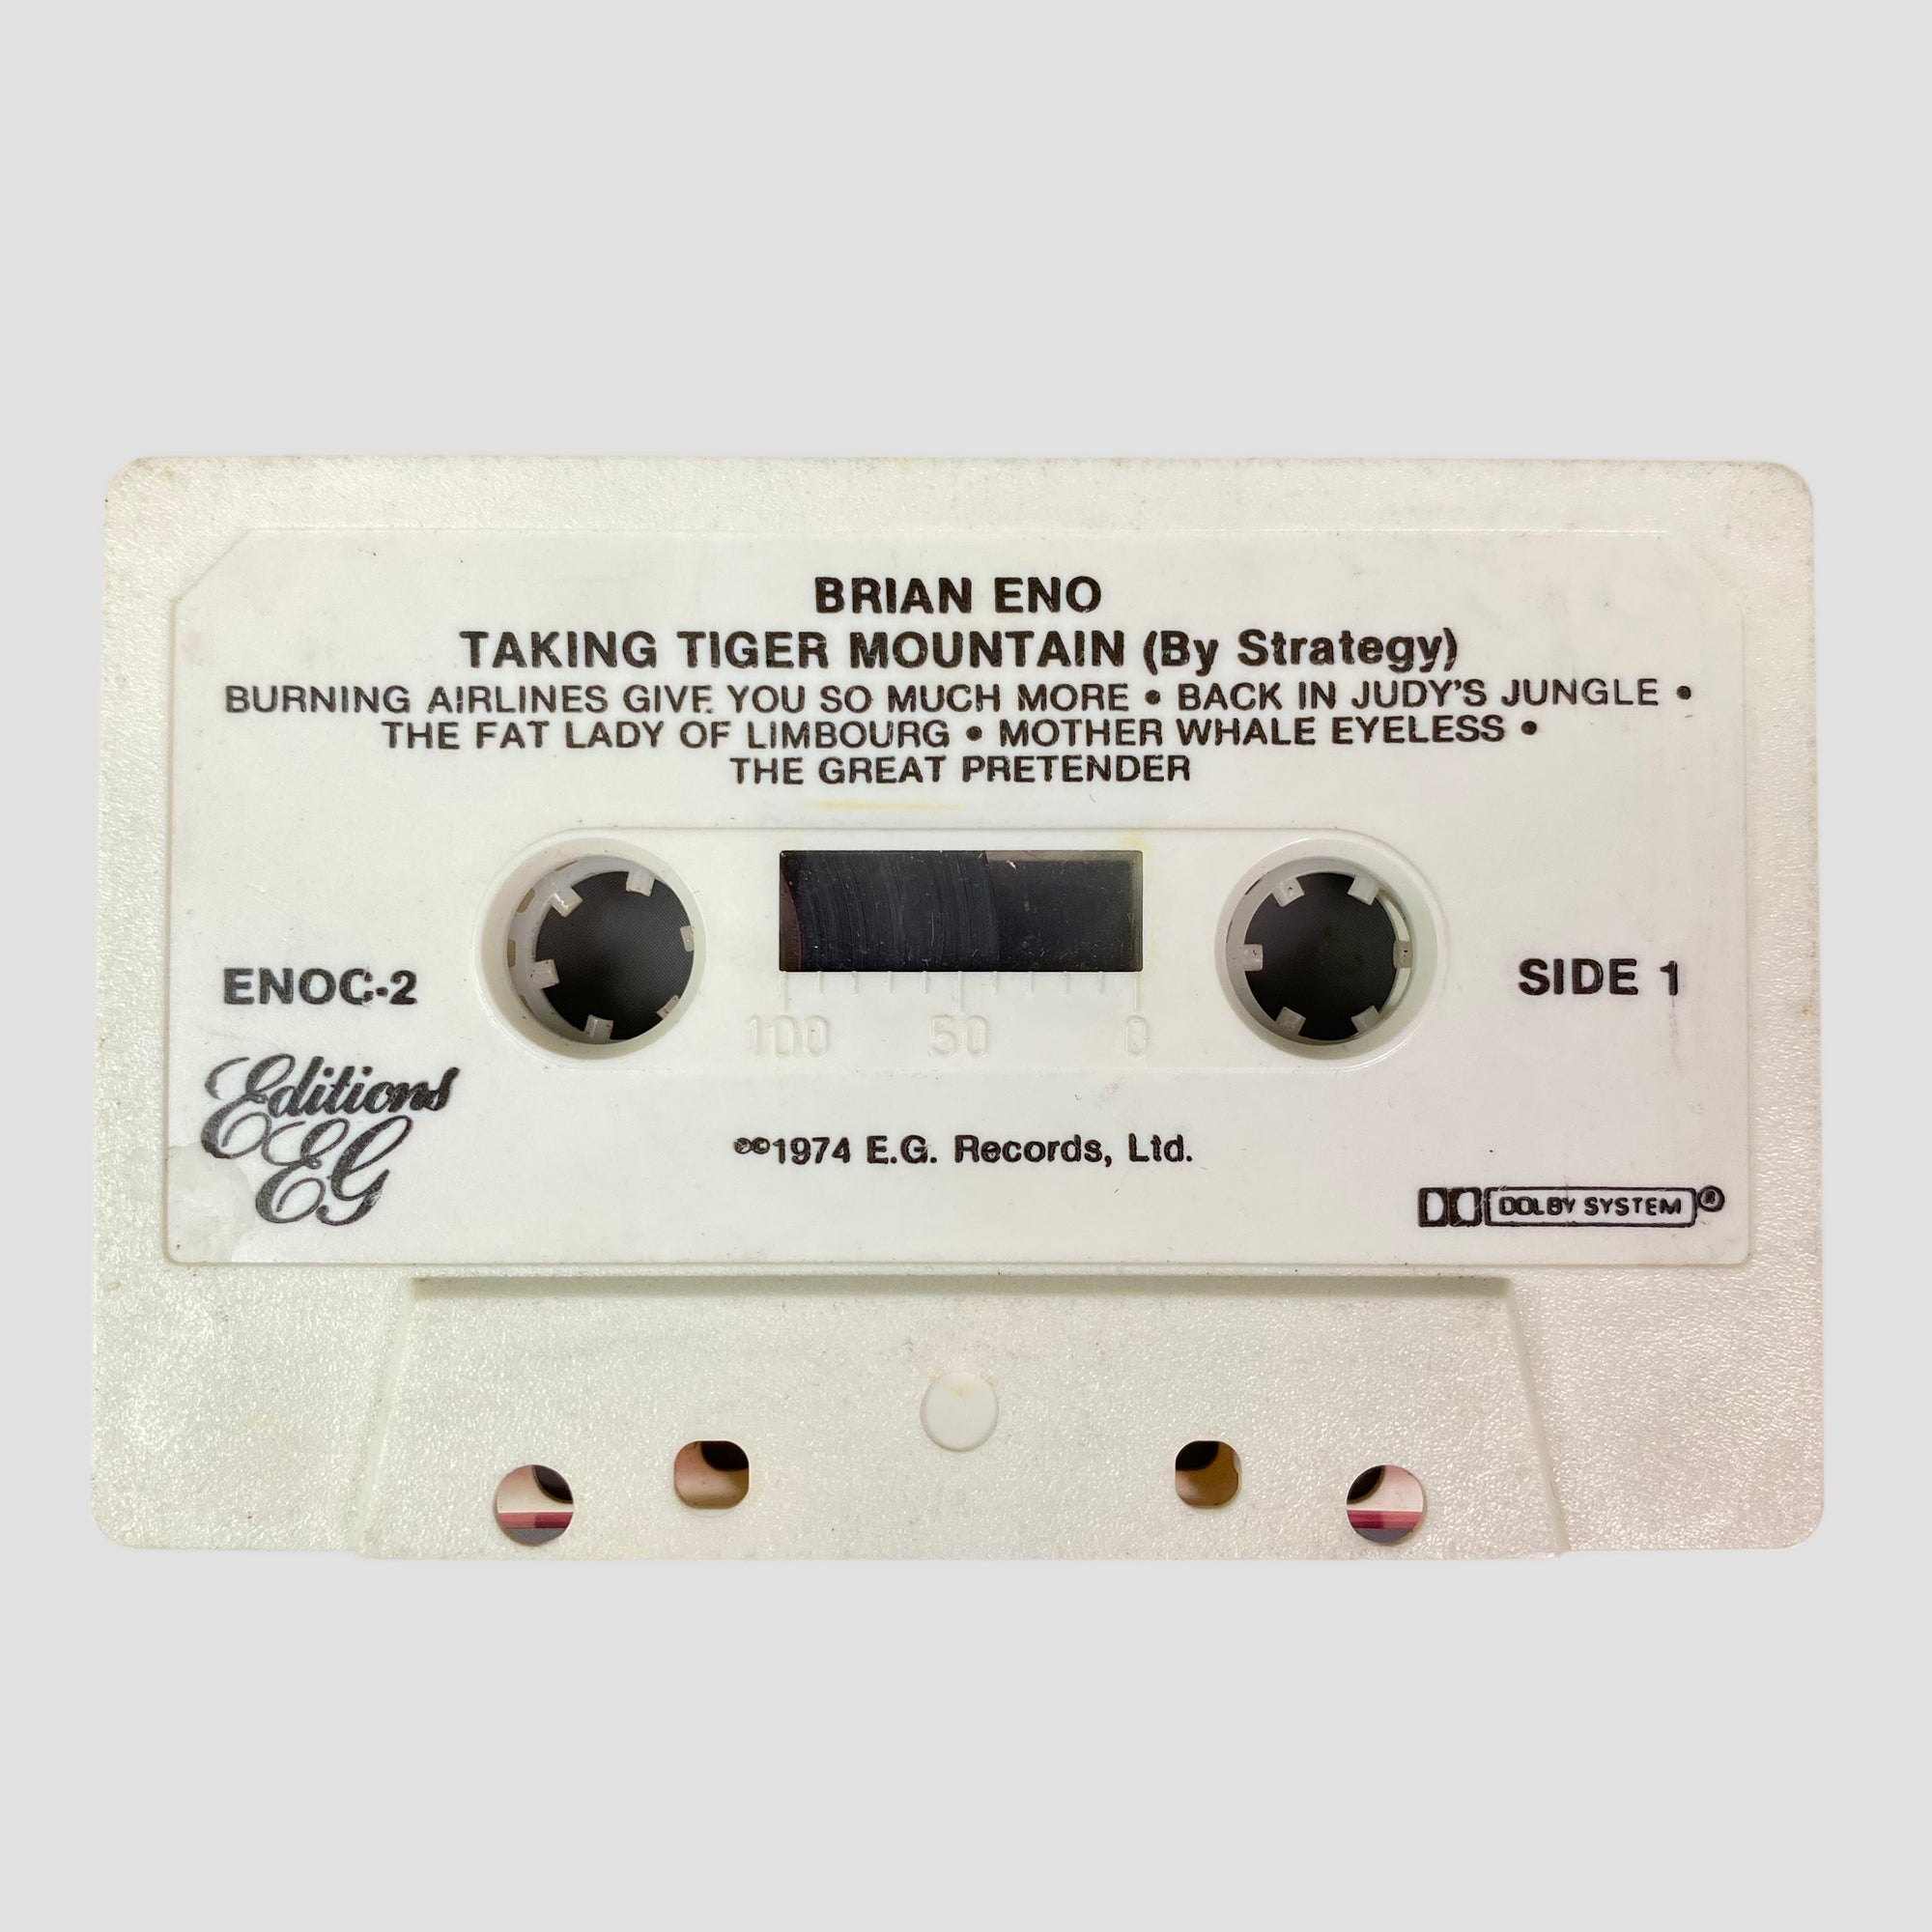 BRIAN ENO
TAKING TIGER MOUNTAIN (By Strategy)
BURNING AIRLINES GIVE YOU SO MUCH MORE • BACK IN JUDY'S JUNGLE •
THE FAT LADY OF LIMBOURG • MOTHER WHALE EYELESS •
THE GREAT PRETENDER
ENOC-2
SIDE 1
100 50 0
Editions
EG
℗©1974 E.G. Records, Ltd.
DOLBY SYSTEM®